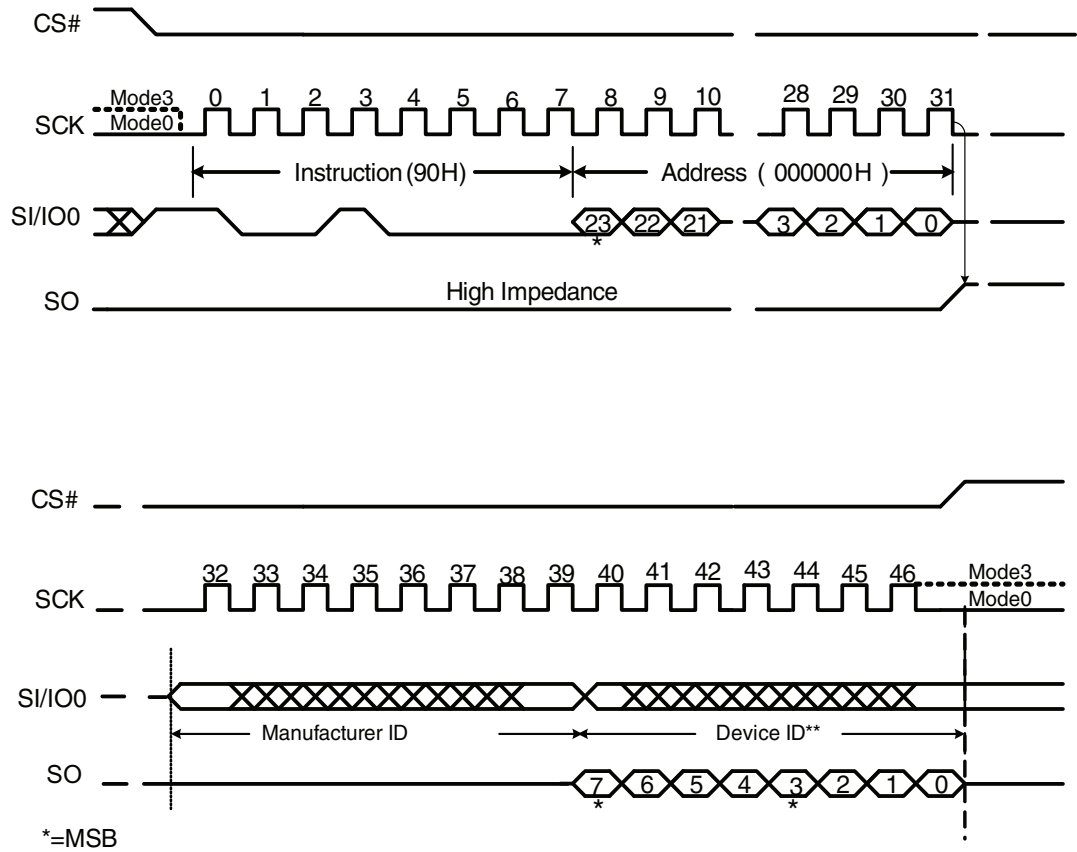 CS#
Mode3
0 1 2 3 4 5 6 7 8 9 10 28 29 30 31
SCK
Mode0
Instruction (90H)
Address ( 000000H )
SI/IO0
23 22 21 3 2 1 0
*
High Impedance
SO
CS#
32 33 34 35 36 37 38 39 40 41 42 43 44 45 46
Mode3
SCK
Mode0
SI/IO0
Manufacturer ID
Device ID**
SO
7 6 5 4 3 2 1 0
* *
*=MSB